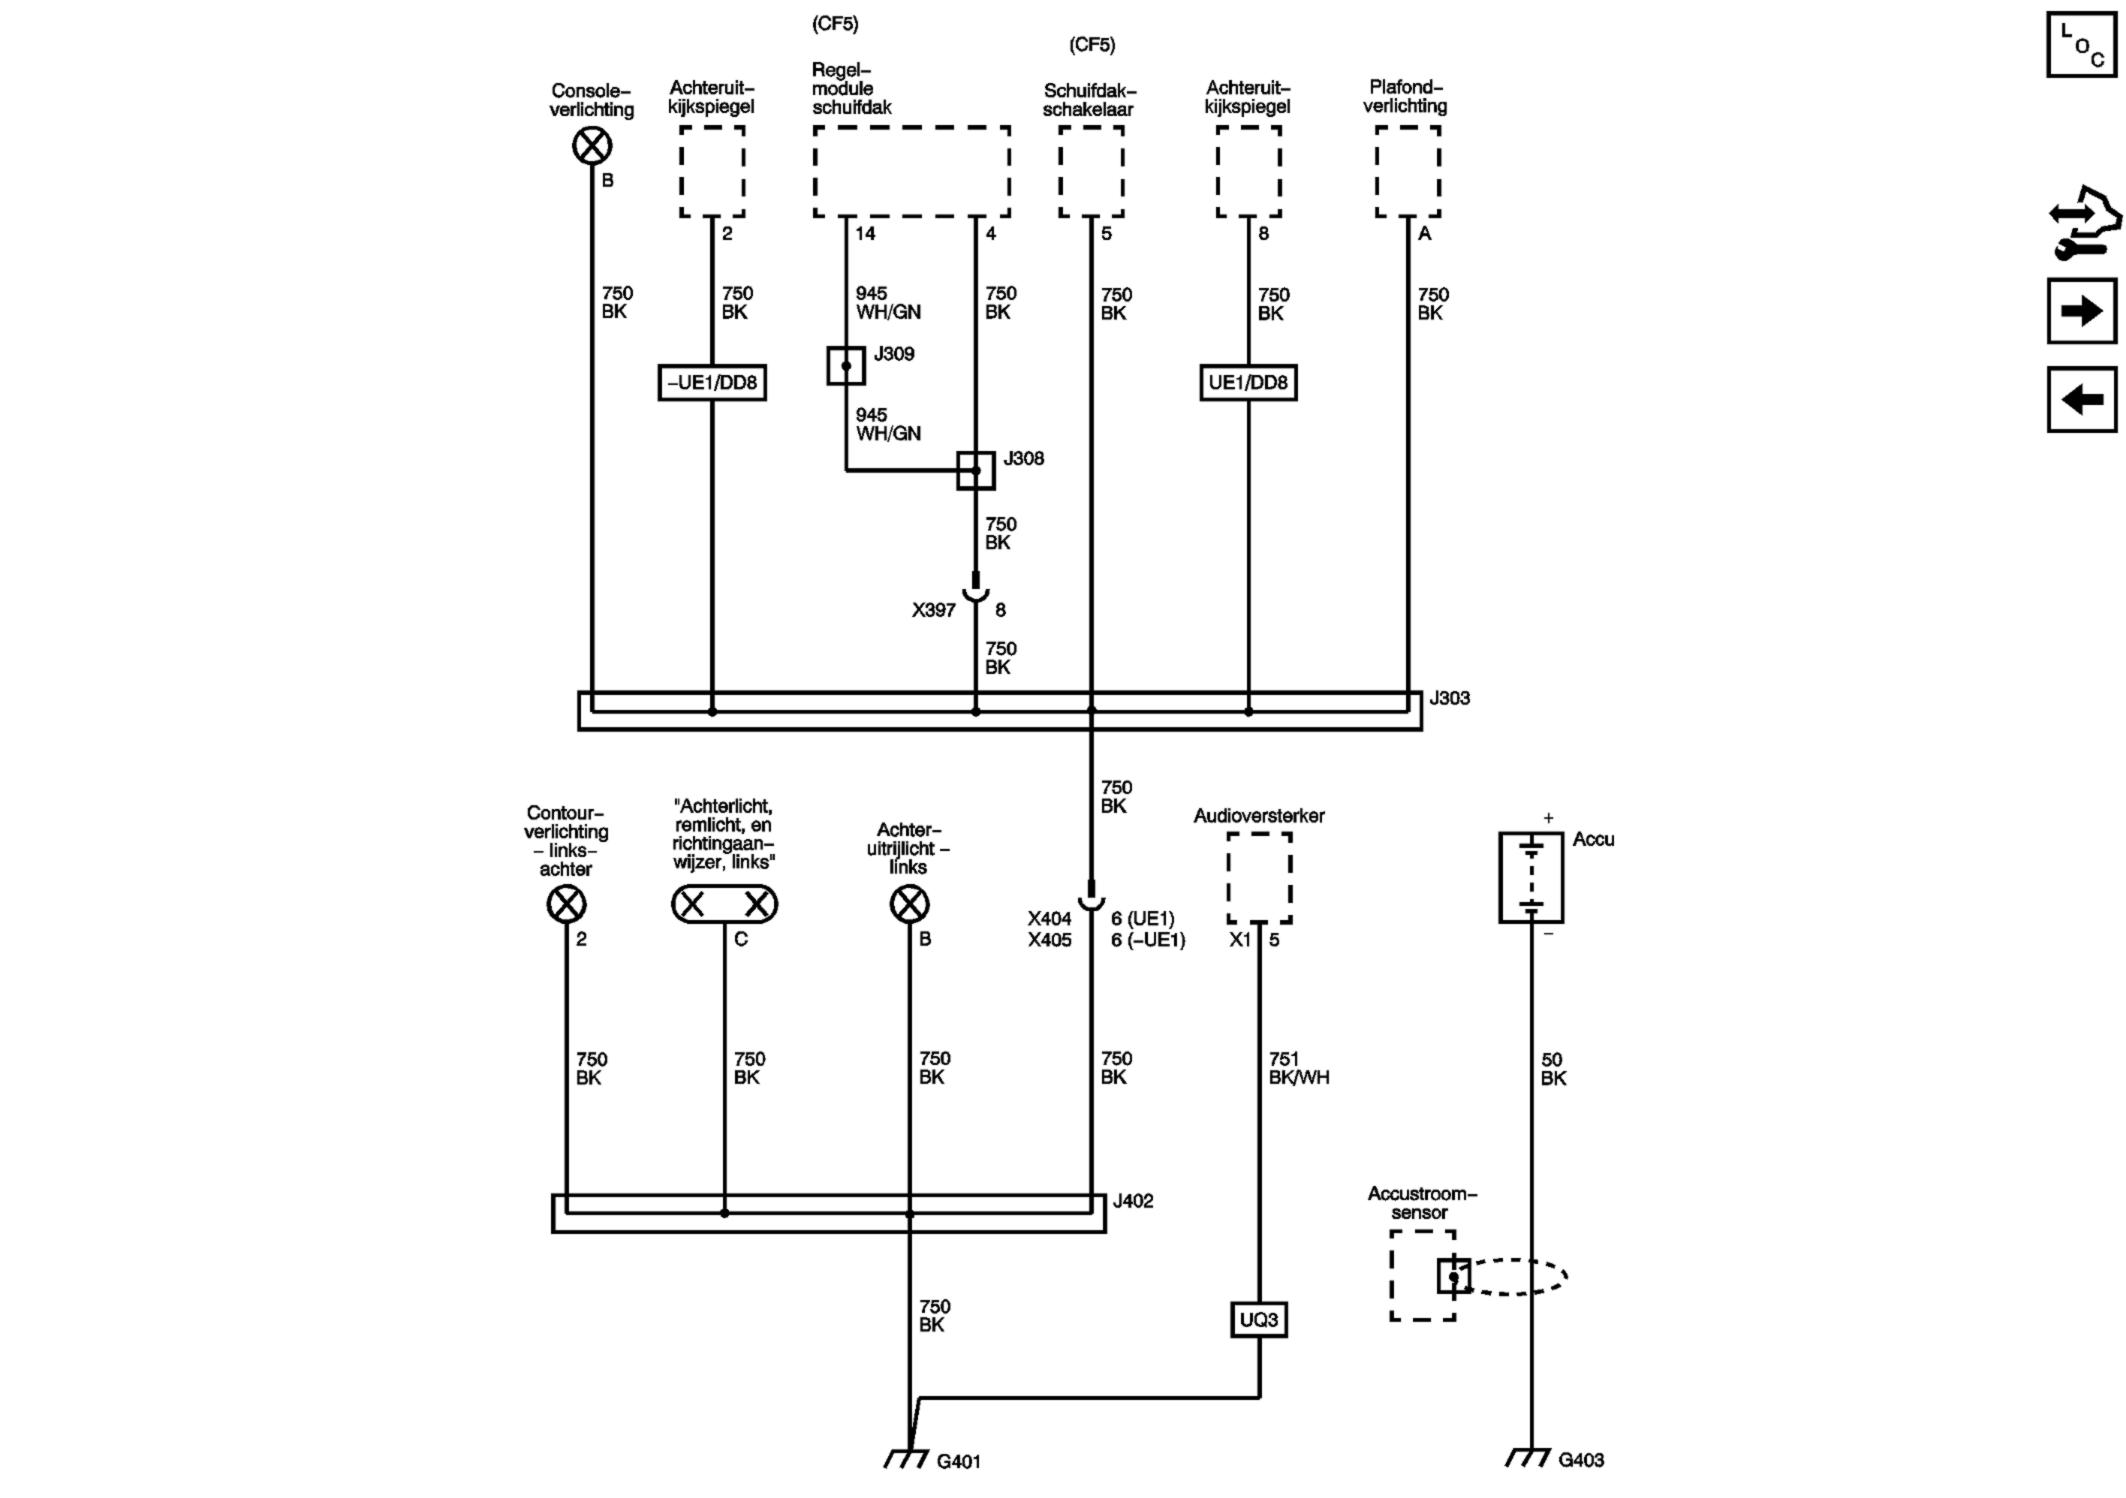 (CF5)
(CF5)
L
O
C
Console–
verlichting
Achteruit–
kijkspiegel
Regel–
module
schuifdak
Schuifdak–
schakelaar
Achteruit–
kijkspiegel
Plafond–
verlichting
B
2
14
4
5
8
A
750
BK
750
BK
945
WH/GN
750
BK
750
BK
750
BK
750
BK
J309
–UE1/DD8
UE1/DD8
945
WH/GN
J308
750
BK
X397
8
750
BK
J303
750
BK
Contour–
verlichting
– links–
achter
"Achterlicht,
remlicht, en
richtingaan–
wijzer, links"
Achter–
uitrijlicht –
links
Audioversterker
+
Accu
–
2
C
B
X404
6 (UE1)
X405
6 (–UE1)
X1
5
750
BK
750
BK
750
BK
750
BK
751
BK/WH
50
BK
J402
Accustroom–
sensor
750
BK
UQ3
G401
G403